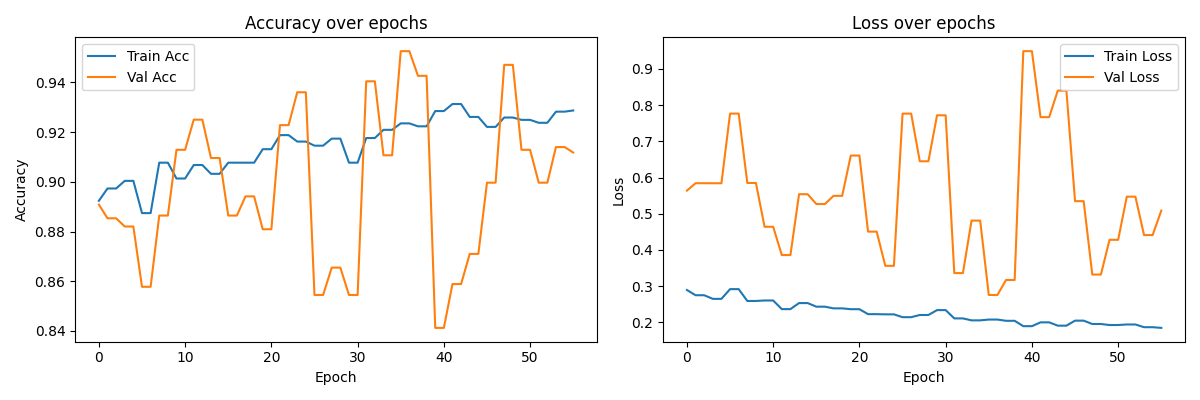 Accuracy over epochs
Train Acc
Val Acc
Accuracy
0.94
0.92
0.90
0.88
0.86
0.84
0 10 20 30 40 50
Epoch
Loss over epochs
Train Loss
Val Loss
Loss
0.9
0.8
0.7
0.6
0.5
0.4
0.3
0.2
0 10 20 30 40 50
Epoch